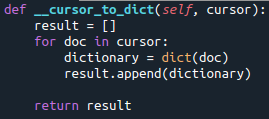 def __cursor_to_dict(self, cursor):
    result = []
    for doc in cursor:
        dictionary = dict(doc)
        result.append(dictionary)

    return result